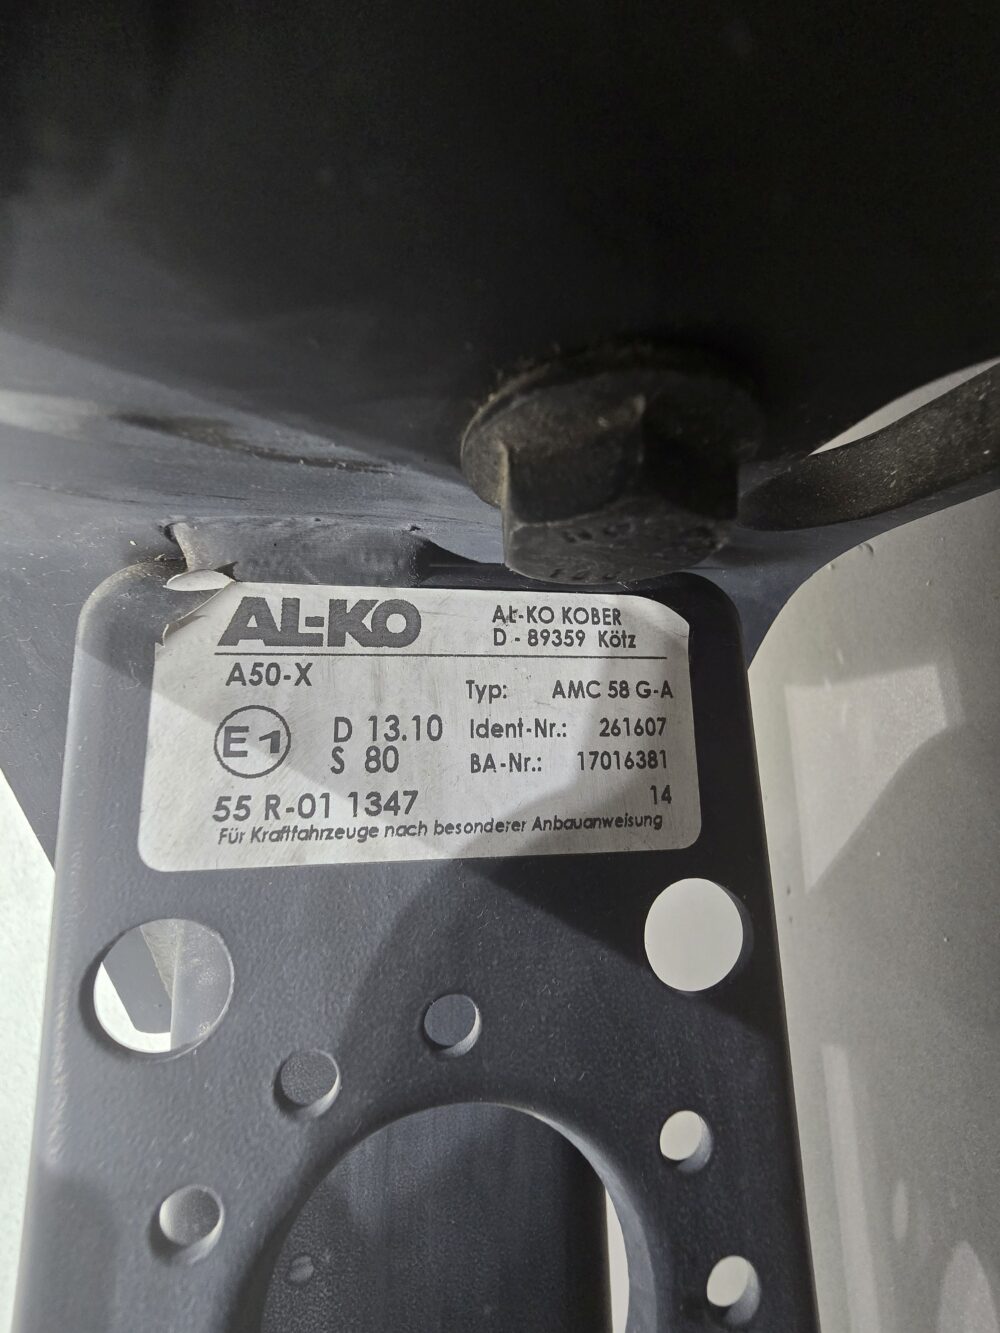 AL-KO
AL-KO KOBER
D - 89359 Kötz
A50-X
Typ: AMC 58 G-A
E1
D 13.10
Ident-Nr.: 261607
S 80
BA-Nr.: 17016381
55 R-01 1347
14
Für Kraftfahrzeuge nach besonderer Anbauanweisung